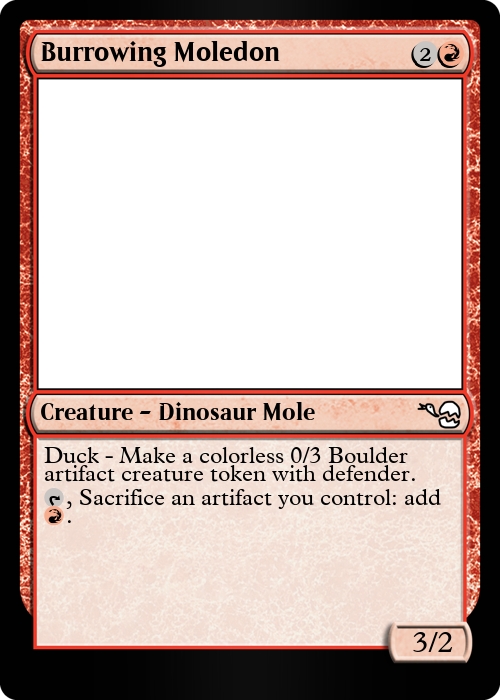 Burrowing Moledon 2
Creature – Dinosaur Mole
Duck - Make a colorless 0/3 Boulder
artifact creature token with defender.
, Sacrifice an artifact you control: add
.
3/2